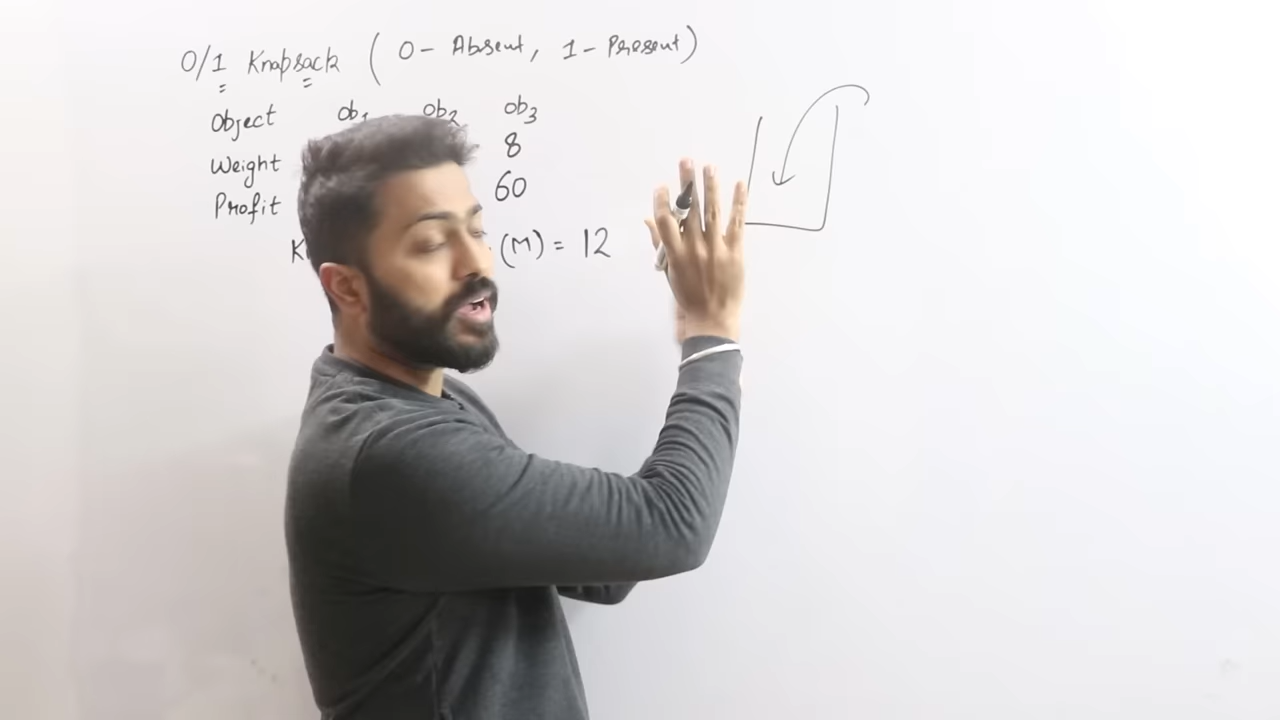 0/1 Knapsack ( 0 - Absent, 1 - Present)
Object ob1 ob2 ob3
Weight 8
Profit 60
(M) = 12